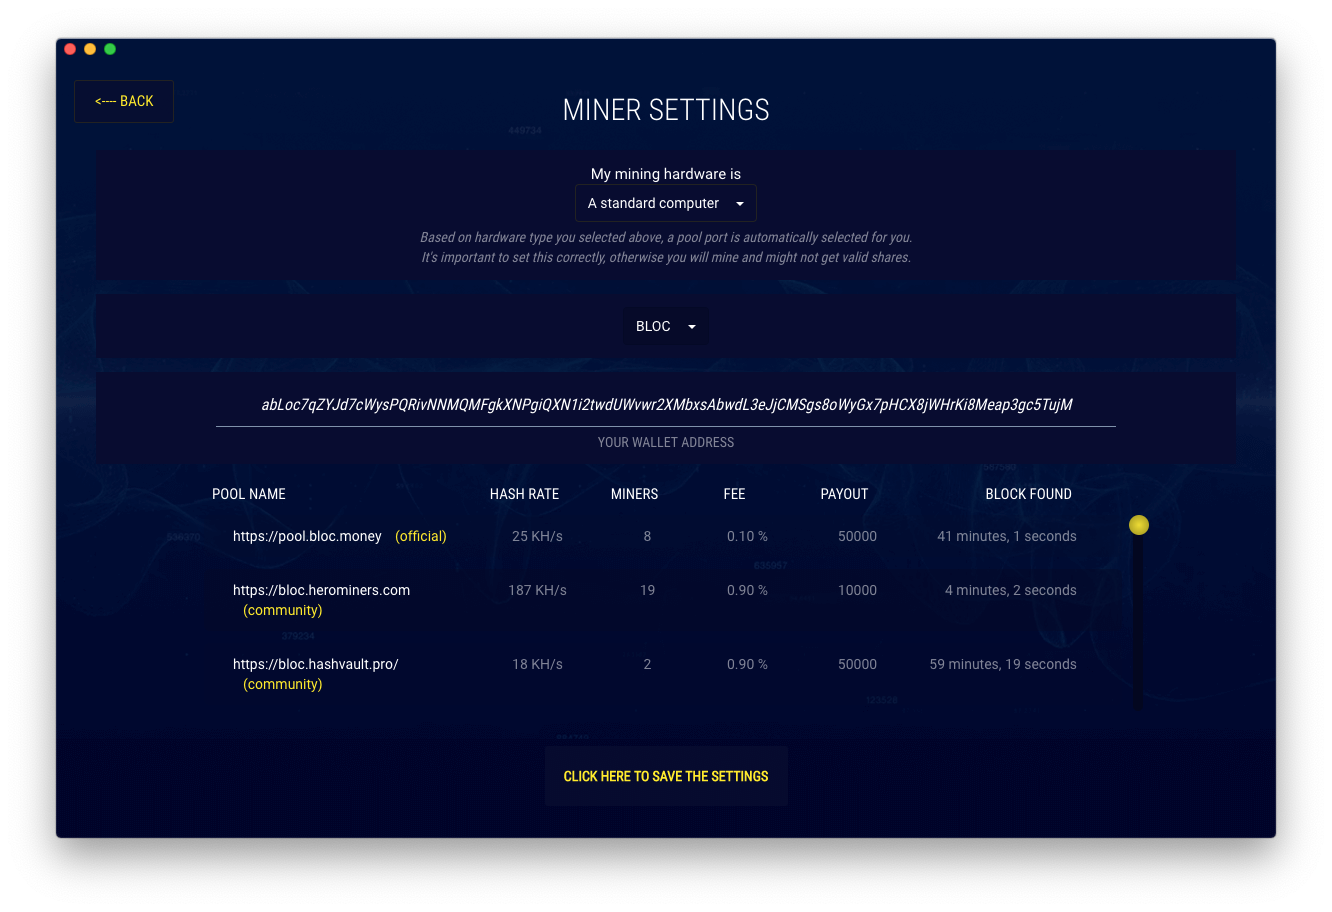 <---- BACK
MINER SETTINGS
449734
My mining hardware is
A standard computer
Based on hardware type you selected above, a pool port is automatically selected for you.
It's important to set this correctly, otherwise you will mine and might not get valid shares.
BLOC
abLoc7qZYJd7cWysPQRivNNMQMFgkXNPgiQXN1i2twdUWvwr2XMbxsAbwdL3eJjCMSgs8oWyGx7pHCX8jWHrKi8Meap3gc5TujM
YOUR WALLET ADDRESS
POOL NAME HASH RATE MINERS FEE PAYOUT BLOCK FOUND
https://pool.bloc.money (official) 25 KH/s 8 0.10 % 50000 41 minutes, 1 seconds
635957
https://bloc.herominers.com 187 KH/s 19 0.90 % 10000 4 minutes, 2 seconds
(community)
379234
https://bloc.hashvault.pro/ 18 KH/s 2 0.90 % 50000 59 minutes, 19 seconds
(community)
CLICK HERE TO SAVE THE SETTINGS